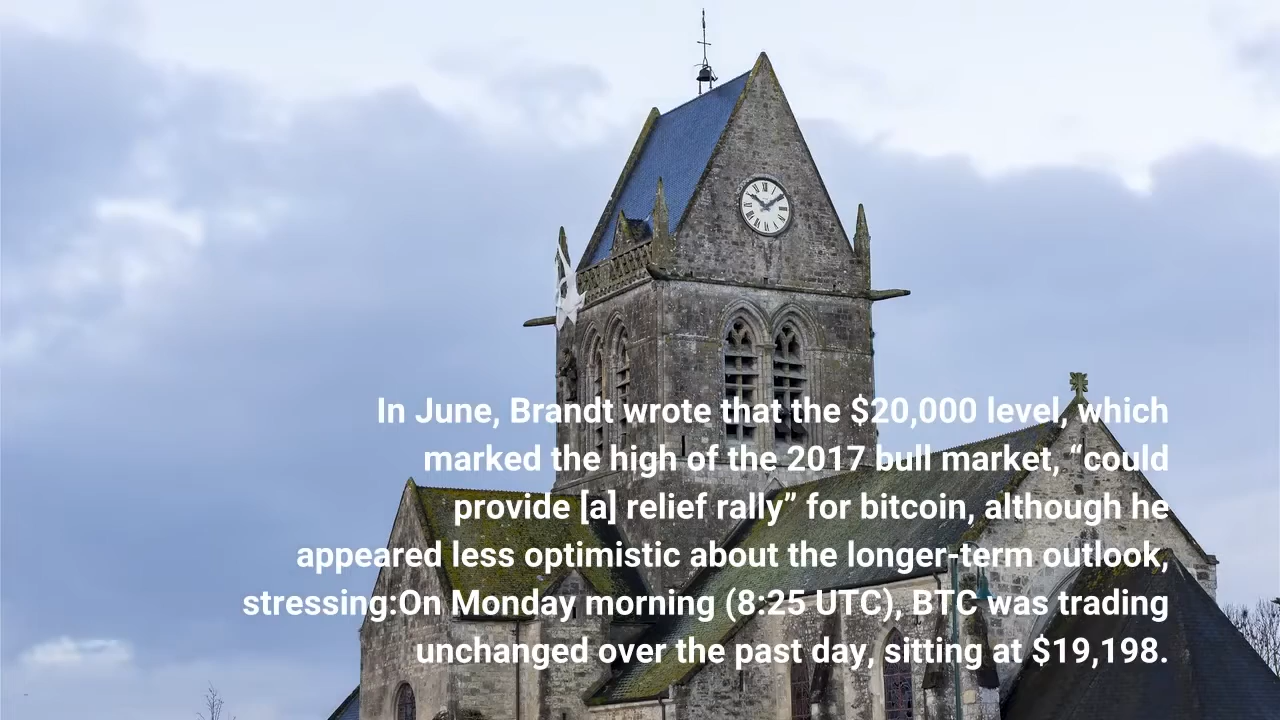 In June, Brandt wrote that the $20,000 level, which
marked the high of the 2017 bull market, “could
provide [a] relief rally” for bitcoin, although he
appeared less optimistic about the longer-term outlook,
stressing:On Monday morning (8:25 UTC), BTC was trading
unchanged over the past day, sitting at $19,198.